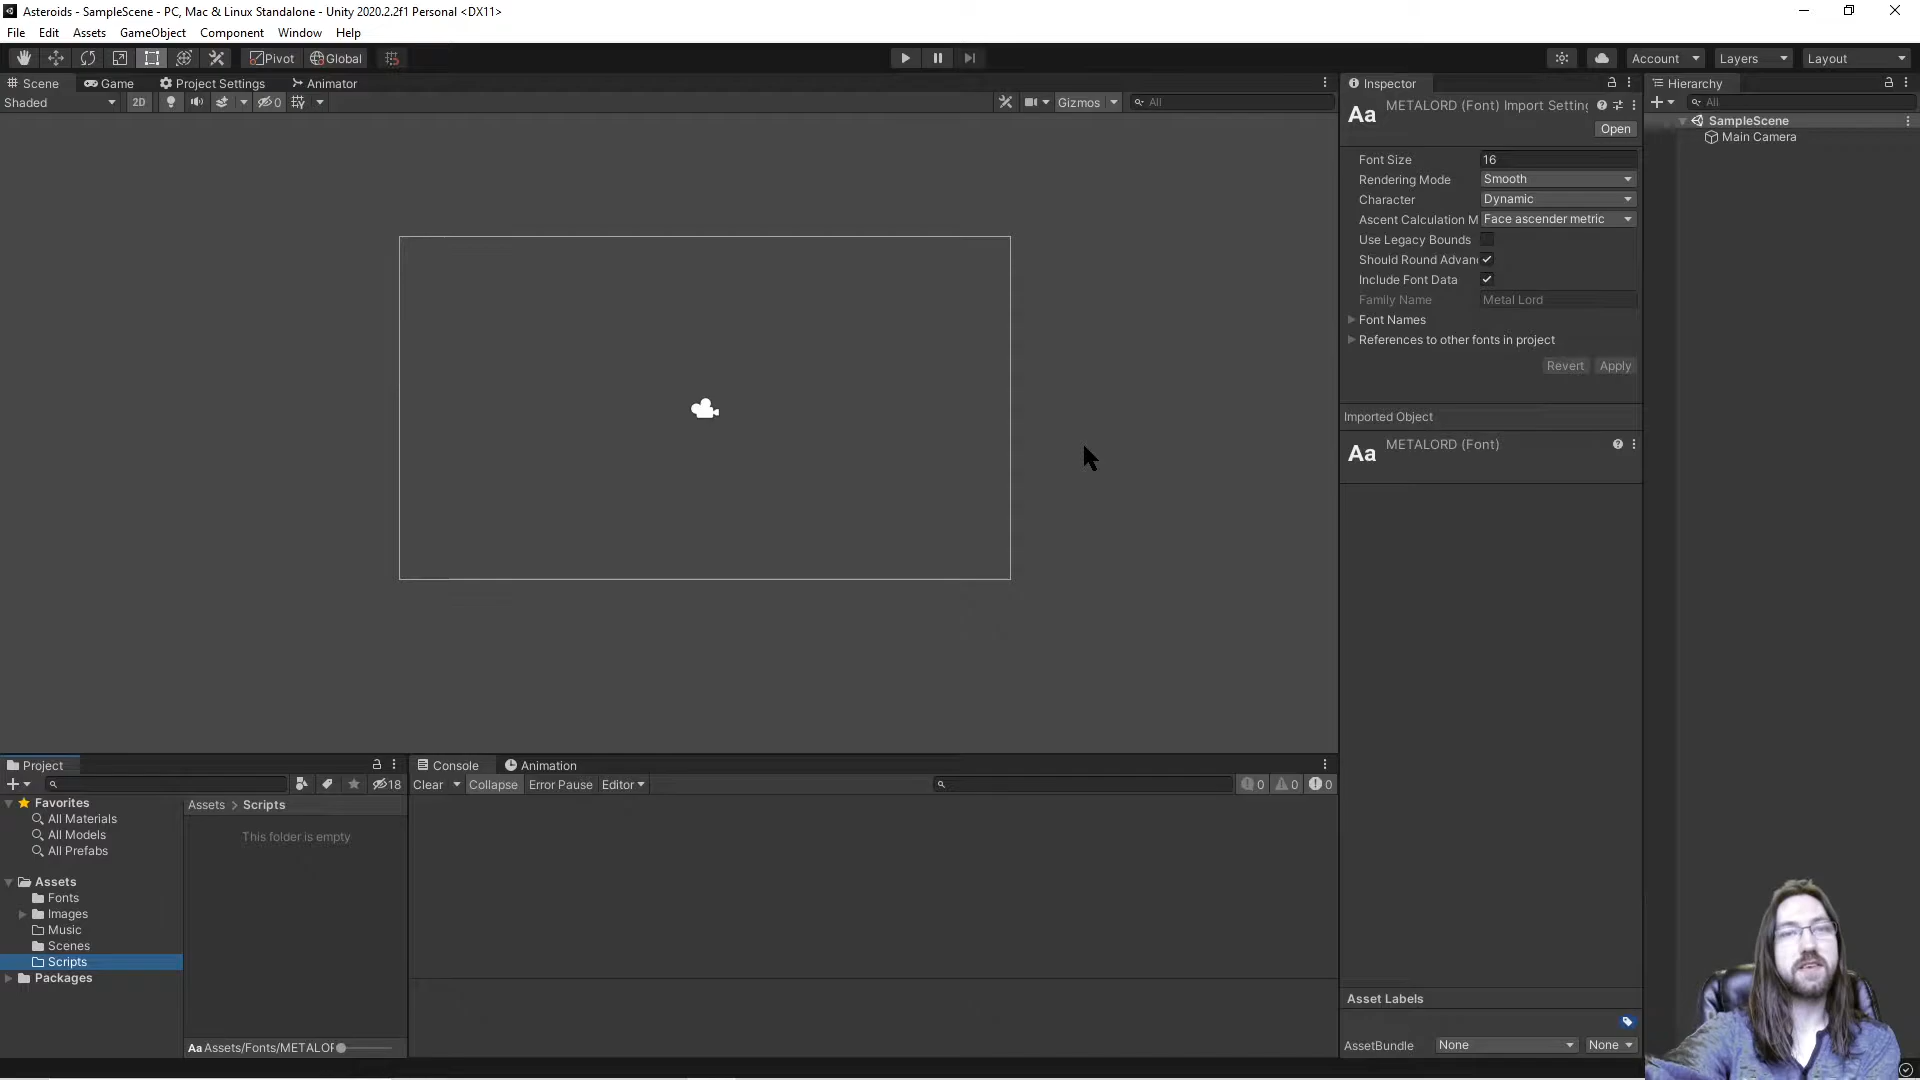 Asteroids - SampleScene - PC, Mac & Linux Standalone - Unity 2020.2.2f1 Personal <DX11>
File Edit Assets GameObject Component Window Help
Pivot Global Account Layers Layout
Scene Game Project Settings Animator
Shaded 2D 0 Gizmos All
Inspector
Aa METALORD (Font) Import Setting
Open
Font Size 16
Rendering Mode Smooth
Character Dynamic
Ascent Calculation M Face ascender metric
Use Legacy Bounds
Should Round Advan
Include Font Data
Family Name Metal Lord
Font Names
References to other fonts in project
Revert Apply
Imported Object
Aa METALORD (Font)
Asset Labels
AssetBundle None None
Hierarchy
All
SampleScene
Main Camera
Project
18
Favorites
All Materials
All Models
All Prefabs
Assets
Fonts
Images
Music
Scenes
Scripts
Packages
Assets > Scripts
This folder is empty
Aa Assets/Fonts/METALOR
Console Animation
Clear Collapse Error Pause Editor 0 0 0